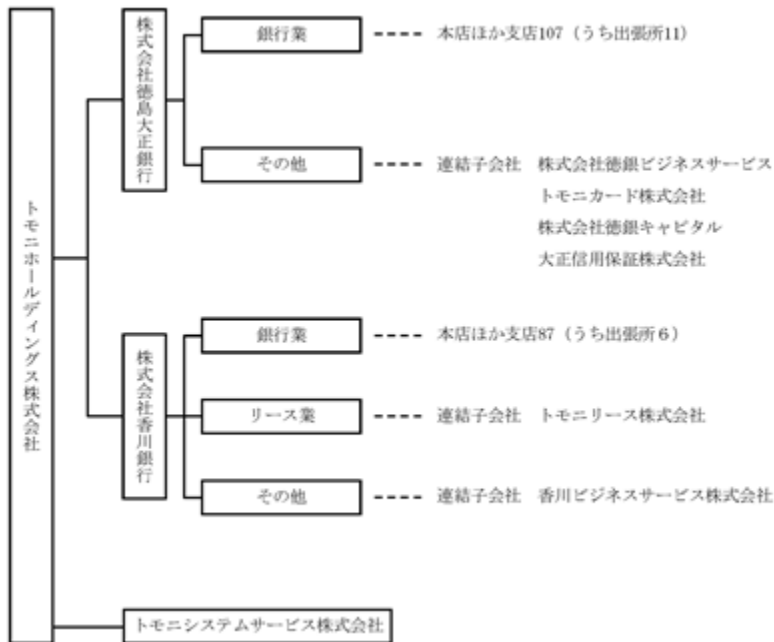 トモニホールディングス株式会社
株式会社徳島大正銀行
銀行業 ---- 本店ほか支店107（うち出張所11）
その他 ---- 連結子会社 株式会社徳銀ビジネスサービス
トモニカード株式会社
株式会社徳銀キャピタル
大正信用保証株式会社
株式会社香川銀行
銀行業 ---- 本店ほか支店87（うち出張所６）
リース業 ---- 連結子会社 トモニリース株式会社
その他 ---- 連結子会社 香川ビジネスサービス株式会社
トモニシステムサービス株式会社